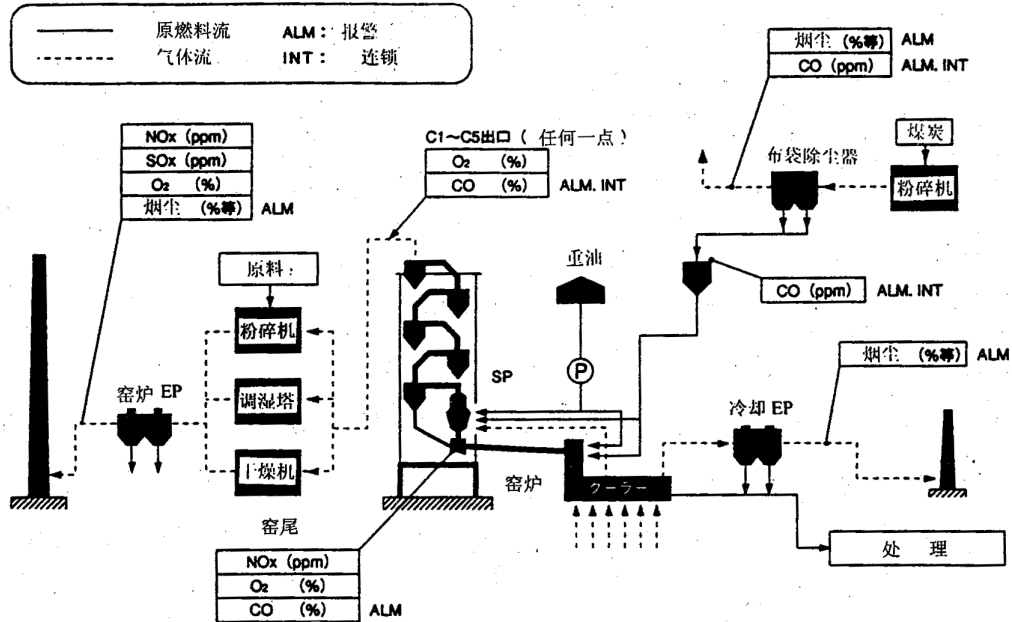 原燃料流 ALM：报警
气体流 INT： 连锁
NOx (ppm)
SOx (ppm)
O₂ (%)
烟尘 (%等) ALM
C1～C5出口（ 任何一点）
O₂ (%)
CO (%) ALM. INT
烟尘 (%等) ALM
CO (ppm) ALM. INT
煤炭
布袋除尘器
粉碎机
CO (ppm) ALM. INT
原料：
粉碎机
调湿塔
干燥机
窑炉 EP
重油
P
SP
烟尘 (%等) ALM
冷却 EP
窑炉
クーラー
窑尾
NOx (ppm)
O₂ (%)
CO (%) ALM
处 理